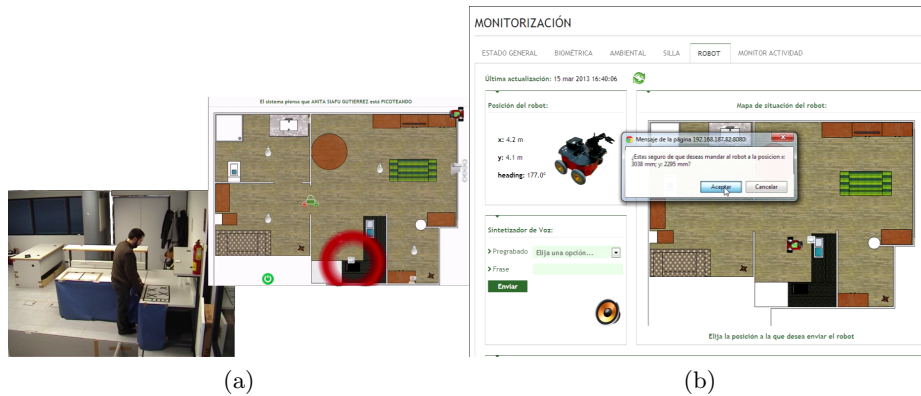 El sistema piensa que ANITA SIAFU GUTIERREZ está PICOTEANDO
(a)
MONITORIZACIÓN
ESTADO GENERAL BIOMÉTRICA AMBIENTAL SILLA ROBOT MONITOR ACTIVIDAD
Última actualización: 15 mar 2013 16:40:06
Posición del robot:
x: 4.2 m
y: 4.1 m
heading: 177.0º
Sintetizador de Voz:
Pregrabado Elija una opción...
Frase
Enviar
Mapa de situación del robot:
Mensaje de la página 192.168.187.82:8080:
¿Estas seguro de que deseas mandar al robot a la posicion x:
3038 mm; y: 2295 mm?
Aceptar Cancelar
Elija la posición a la que desea enviar el robot
(b)